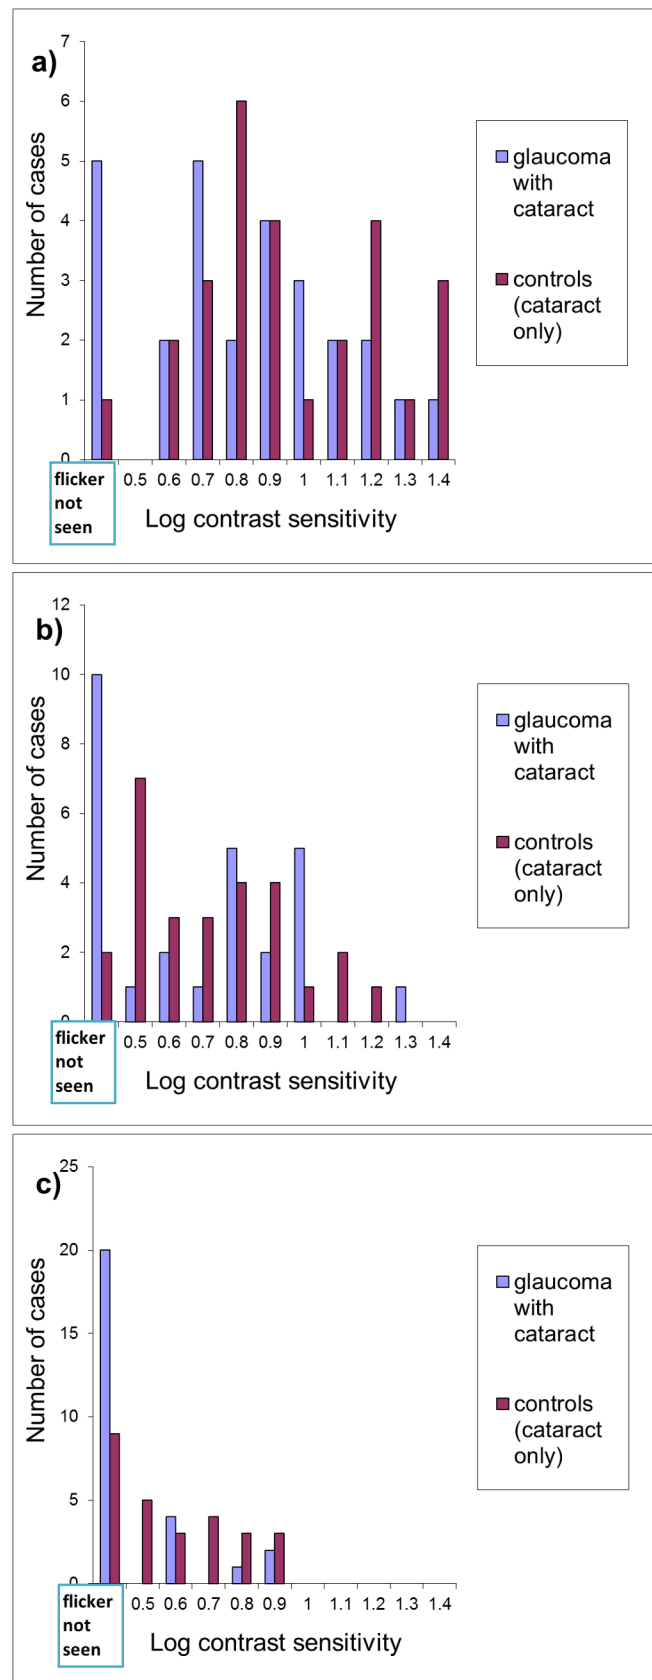 a)
7
6
5
4
3
2
1
0
Number of cases
flicker
not
seen
0.5 0.6 0.7 0.8 0.9 1 1.1 1.2 1.3 1.4
Log contrast sensitivity
glaucoma
with
cataract
controls
(cataract
only)
b)
12
10
8
6
4
2
0
Number of cases
flicker
not
seen
0.5 0.6 0.7 0.8 0.9 1 1.1 1.2 1.3 1.4
Log contrast sensitivity
glaucoma
with
cataract
controls
(cataract
only)
c)
25
20
15
10
5
0
Number of cases
flicker
not
seen
0.5 0.6 0.7 0.8 0.9 1 1.1 1.2 1.3 1.4
Log contrast sensitivity
glaucoma
with
cataract
controls
(cataract
only)